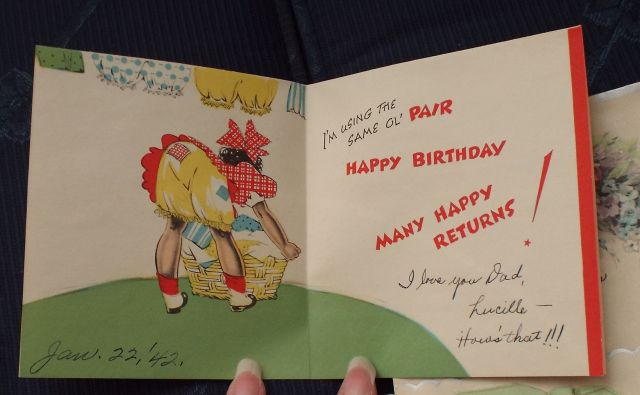 Jan. 22, '42.
I'M USING THE
SAME OL' PAIR
HAPPY BIRTHDAY
MANY HAPPY
RETURNS!
I love you Dad,
Lucille —
How's that!!!